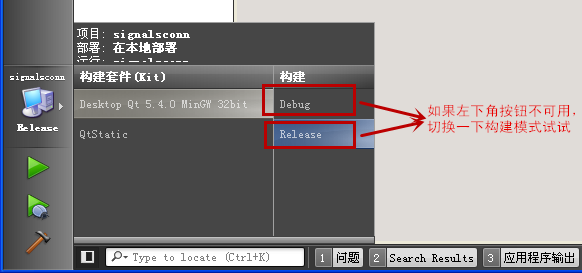 项目: signalsconn
部署: 在本地部署
运行: signalsconn
构建套件(Kit) 构建
signalsconn
Desktop Qt 5.4.0 MinGW 32bit Debug
Release
QtStatic Release
如果左下角按钮不可用，
切换一下构建模式试试
Type to locate (Ctrl+K)
1 问题
2 Search Results
3 应用程序输出